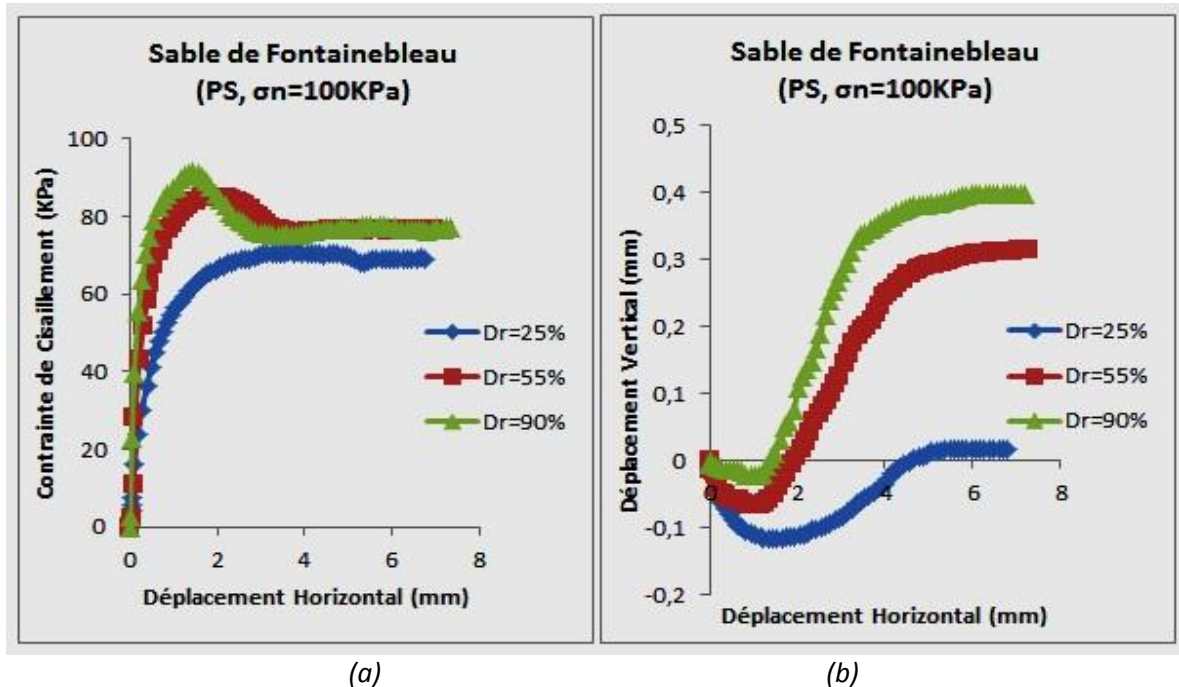 Sable de Fontainebleau
(PS, σn=100KPa)
Contrainte de Cisaillement (KPa)
100
80
60
40
20
0
0 2 4 6 8
Déplacement Horizontal (mm)
Dr=25%
Dr=55%
Dr=90%
(a)
Sable de Fontainebleau
(PS, σn=100KPa)
Déplacement Vertical (mm)
0,5
0,4
0,3
0,2
0,1
0
-0,1
-0,2
0 2 4 6 8
Déplacement Horizontal (mm)
Dr=25%
Dr=55%
Dr=90%
(b)